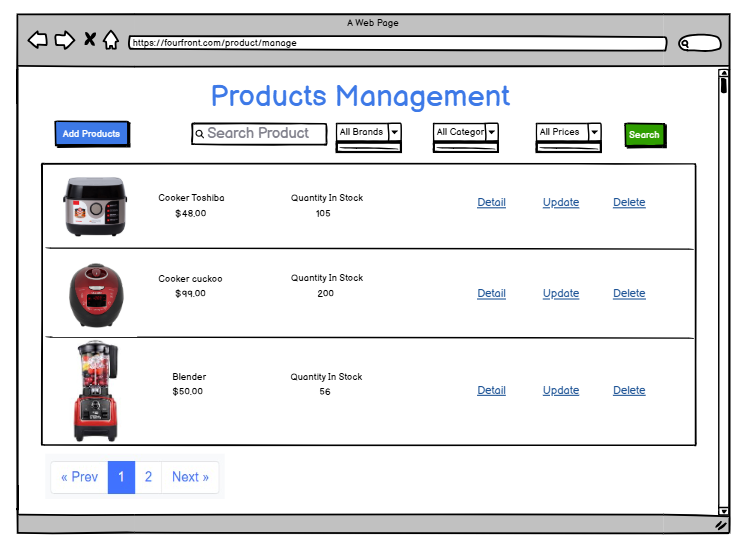 A Web Page
https://fourfront.com/product/manage
Products Management
Add Products
Search Product
All Brands
All Categor
All Prices
Search
Cooker Toshiba
$48,00
Quantity In Stock
105
Detail
Update
Delete
Cooker cuckoo
$99,00
Quantity In Stock
200
Detail
Update
Delete
Blender
$50,00
Quantity In Stock
56
Detail
Update
Delete
« Prev 1 2 Next »